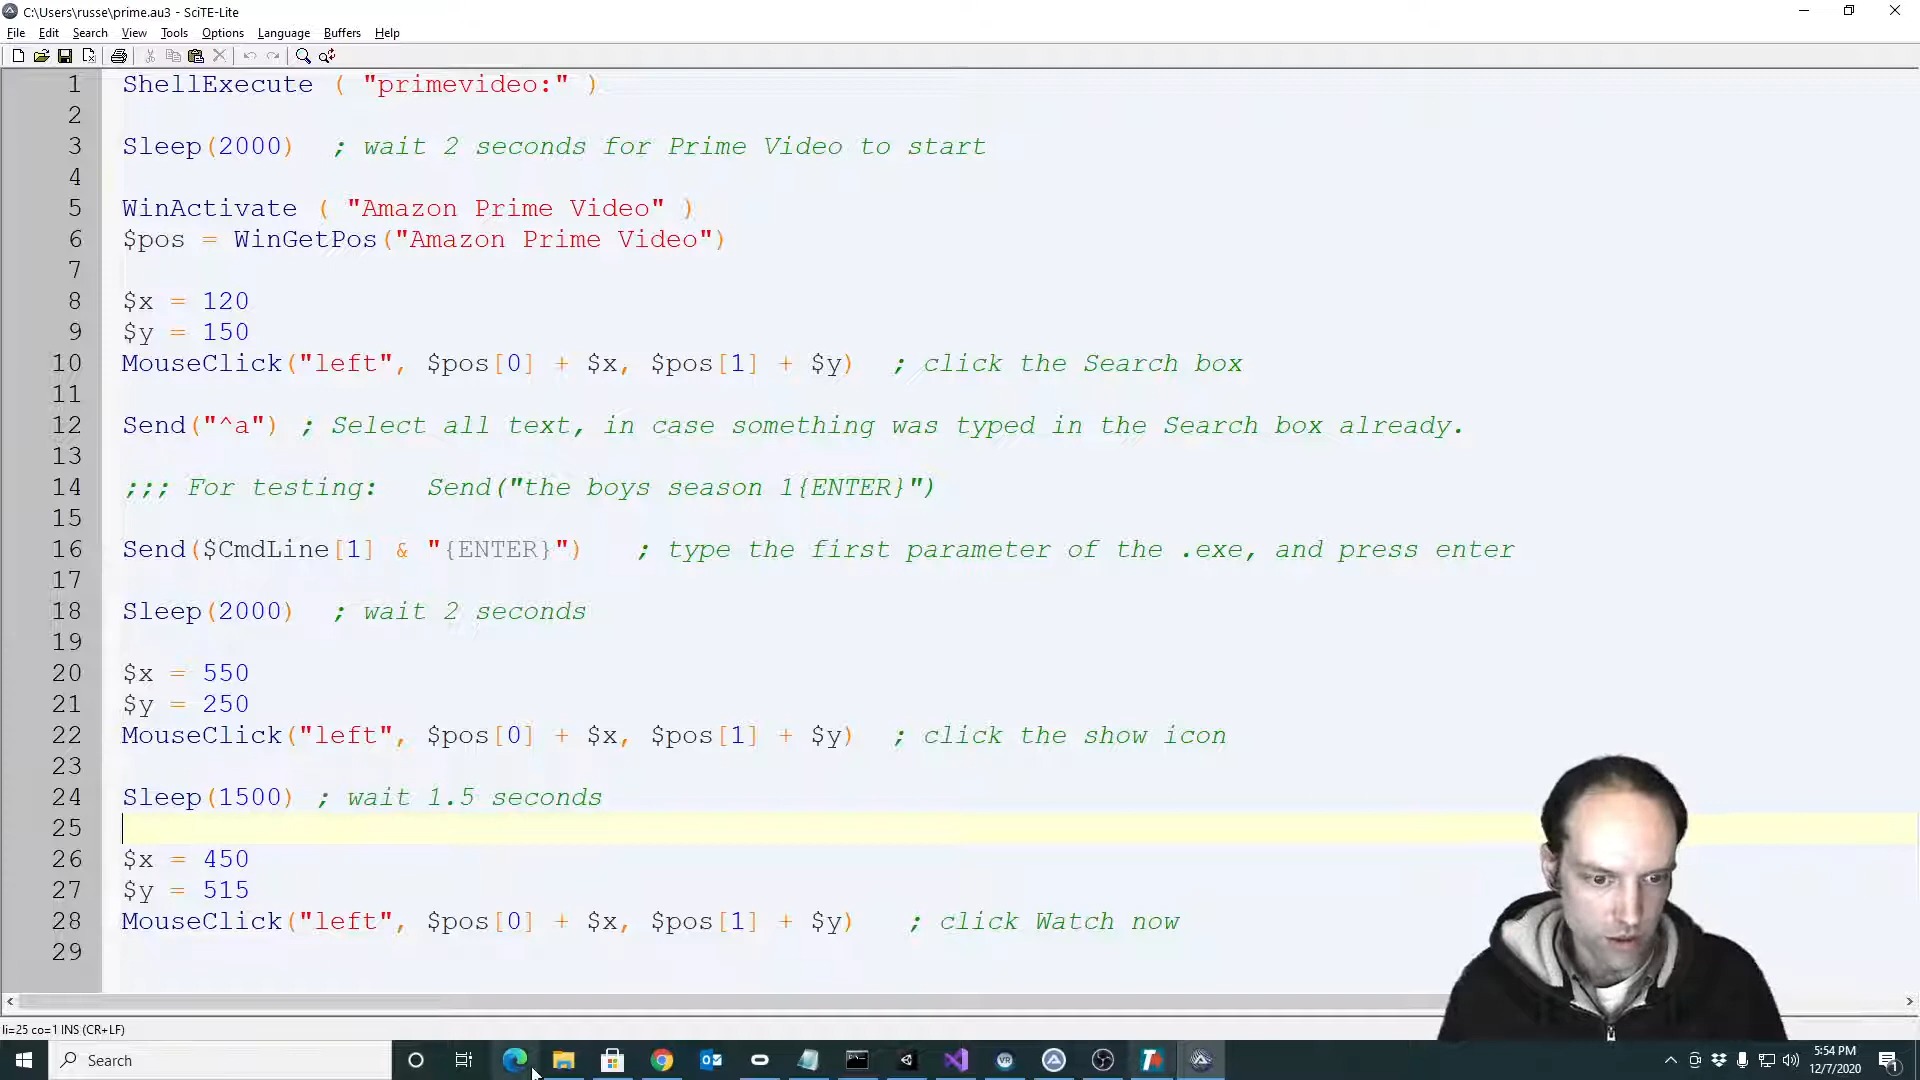 C:\Users\russe\prime.au3 - SciTE-Lite
File Edit Search View Tools Options Language Buffers Help
1 ShellExecute ( "primevideo:" )
2
3 Sleep(2000) ; wait 2 seconds for Prime Video to start
4
5 WinActivate ( "Amazon Prime Video" )
6 $pos = WinGetPos("Amazon Prime Video")
7
8 $x = 120
9 $y = 150
10 MouseClick("left", $pos[0] + $x, $pos[1] + $y) ; click the Search box
11
12 Send("^a") ; Select all text, in case something was typed in the Search box already.
13
14 ;;; For testing: Send("the boys season 1{ENTER}")
15
16 Send($CmdLine[1] & "{ENTER}") ; type the first parameter of the .exe, and press enter
17
18 Sleep(2000) ; wait 2 seconds
19
20 $x = 550
21 $y = 250
22 MouseClick("left", $pos[0] + $x, $pos[1] + $y) ; click the show icon
23
24 Sleep(1500) ; wait 1.5 seconds
25
26 $x = 450
27 $y = 515
28 MouseClick("left", $pos[0] + $x, $pos[1] + $y) ; click Watch now
29
li=25 co=1 INS (CR+LF)
Search
5:54 PM
12/7/2020